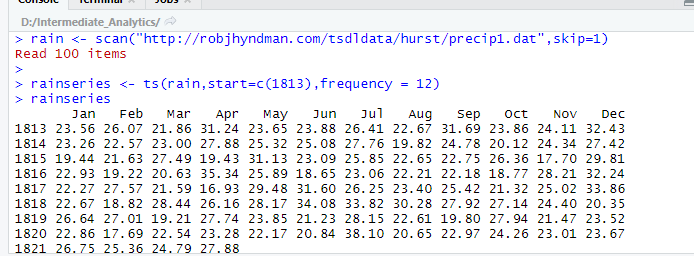 Console Terminal Jobs
D:/Intermediate_Analytics/
> rain <- scan("http://robjhyndman.com/tsdldata/hurst/precip1.dat",skip=1)
Read 100 items
>
> rainseries <- ts(rain,start=c(1813),frequency = 12)
> rainseries
Jan Feb Mar Apr May Jun Jul Aug Sep Oct Nov Dec
1813 23.56 26.07 21.86 31.24 23.65 23.88 26.41 22.67 31.69 23.86 24.11 32.43
1814 23.26 22.57 23.00 27.88 25.32 25.08 27.76 19.82 24.78 20.12 24.34 27.42
1815 19.44 21.63 27.49 19.43 31.13 23.09 25.85 22.65 22.75 26.36 17.70 29.81
1816 22.93 19.22 20.63 35.34 25.89 18.65 23.06 22.21 22.18 18.77 28.21 32.24
1817 22.27 27.57 21.59 16.93 29.48 31.60 26.25 23.40 25.42 21.32 25.02 33.86
1818 22.67 18.82 28.44 26.16 28.17 34.08 33.82 30.28 27.92 27.14 24.40 20.35
1819 26.64 27.01 19.21 27.74 23.85 21.23 28.15 22.61 19.80 27.94 21.47 23.52
1820 22.86 17.69 22.54 23.28 22.17 20.84 38.10 20.65 22.97 24.26 23.01 23.67
1821 26.75 25.36 24.79 27.88